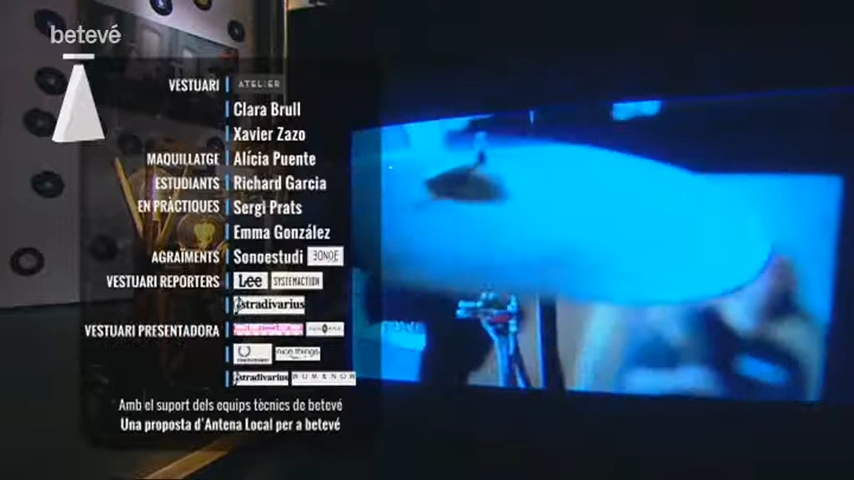 betevé
VESTUARI ATELIER
Clara Brull
Xavier Zazo
MAQUILLATGE Alícia Puente
ESTUDIANTS Richard Garcia
EN PRÀCTIQUES Sergi Prats
Emma González
AGRAÏMENTS Sonoestudi
VESTUARI REPORTERS Lee SYSTEMACTION
stradivarius
VESTUARI PRESENTADORA
nice things
stradivarius
Amb el suport dels equips tècnics de betevé
Una proposta d'Antena Local per a betevé